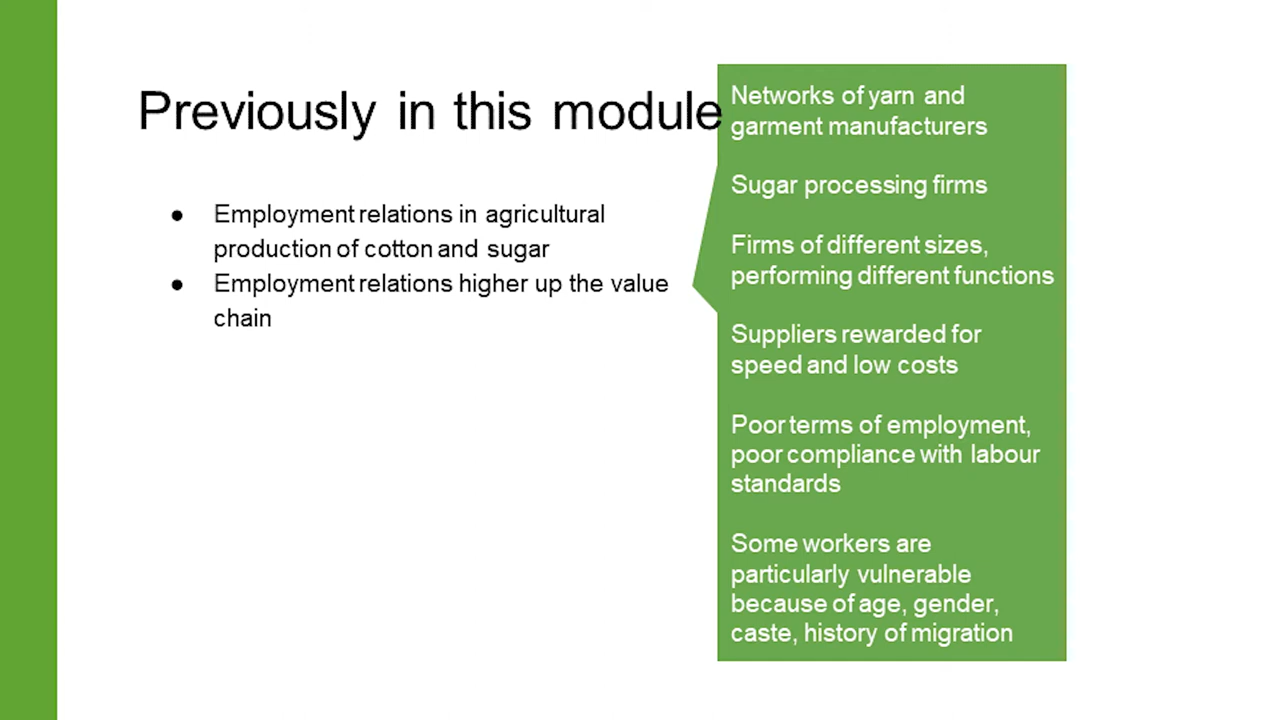 Previously in this module
● Employment relations in agricultural
production of cotton and sugar
● Employment relations higher up the value
chain
Networks of yarn and
garment manufacturers
Sugar processing firms
Firms of different sizes,
performing different functions
Suppliers rewarded for
speed and low costs
Poor terms of employment,
poor compliance with labour
standards
Some workers are
particularly vulnerable
because of age, gender,
caste, history of migration